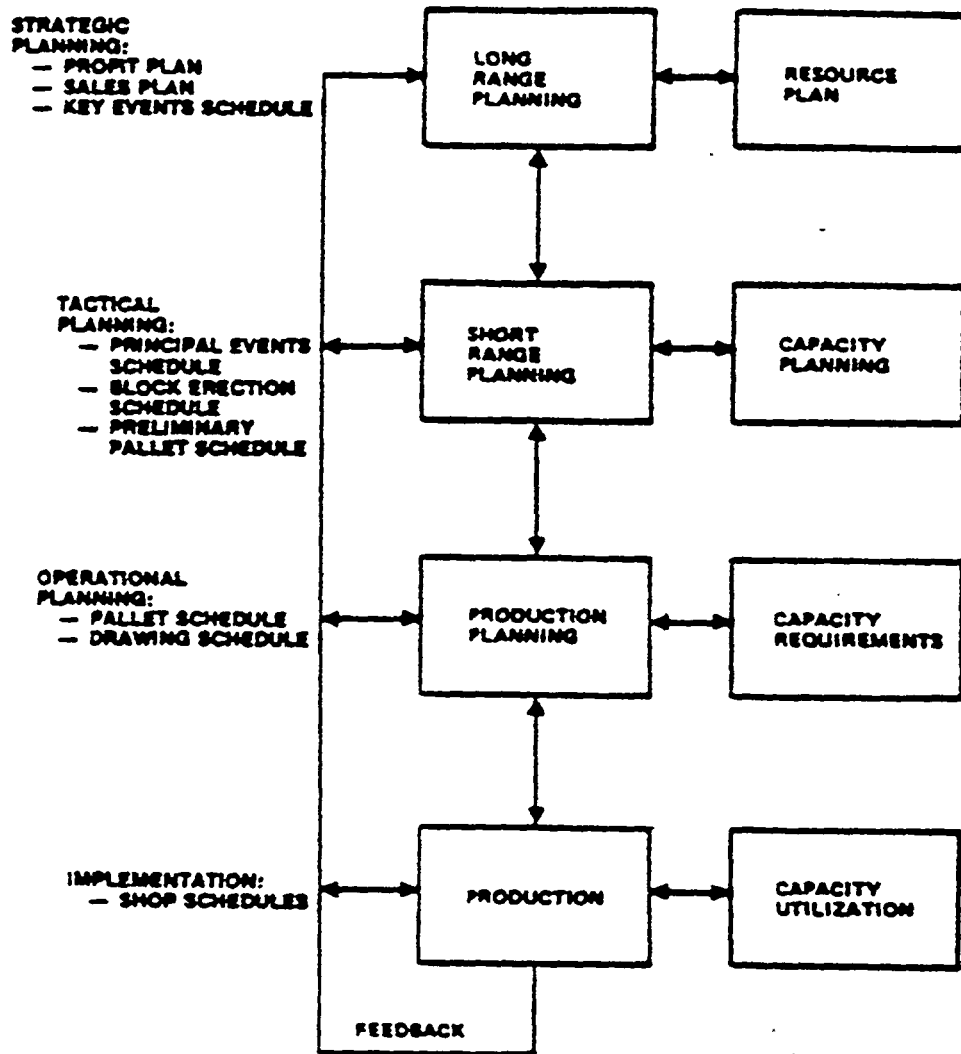 STRATEGIC
PLANNING:
— PROFIT PLAN
— SALES PLAN
— KEY EVENTS SCHEDULE
LONG
RANGE
PLANNING
RESOURCE
PLAN
TACTICAL
PLANNING:
— PRINCIPAL EVENTS
SCHEDULE
— BLOCK ERECTION
SCHEDULE
— PRELIMINARY
PALLET SCHEDULE
SHORT
RANGE
PLANNING
CAPACITY
PLANNING
OPERATIONAL
PLANNING:
— PALLET SCHEDULE
— DRAWING SCHEDULE
PRODUCTION
PLANNING
CAPACITY
REQUIREMENTS
IMPLEMENTATION:
— SHOP SCHEDULES
PRODUCTION
CAPACITY
UTILIZATION
FEEDBACK